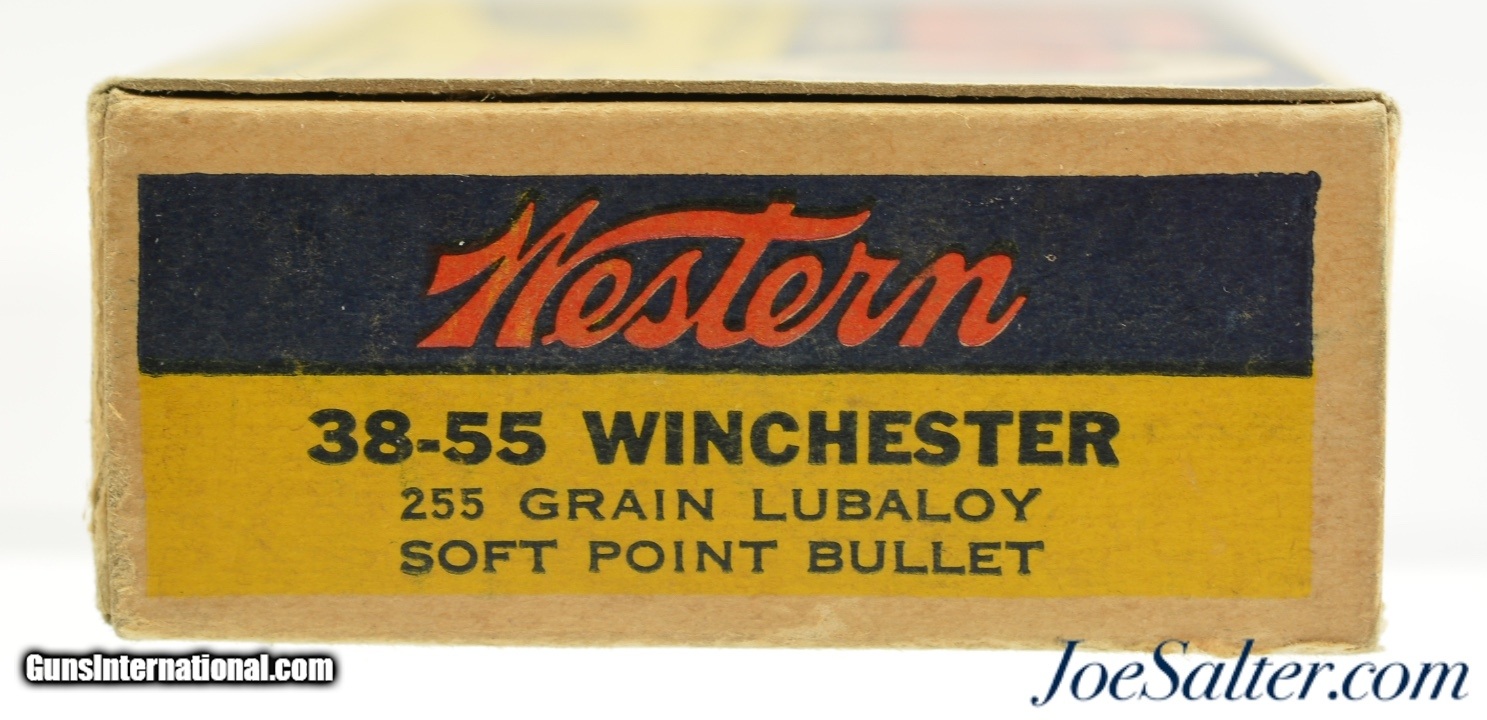 Western
38-55 WINCHESTER
255 GRAIN LUBALOY
SOFT POINT BULLET
GunsInternational.com
JoeSalter.com